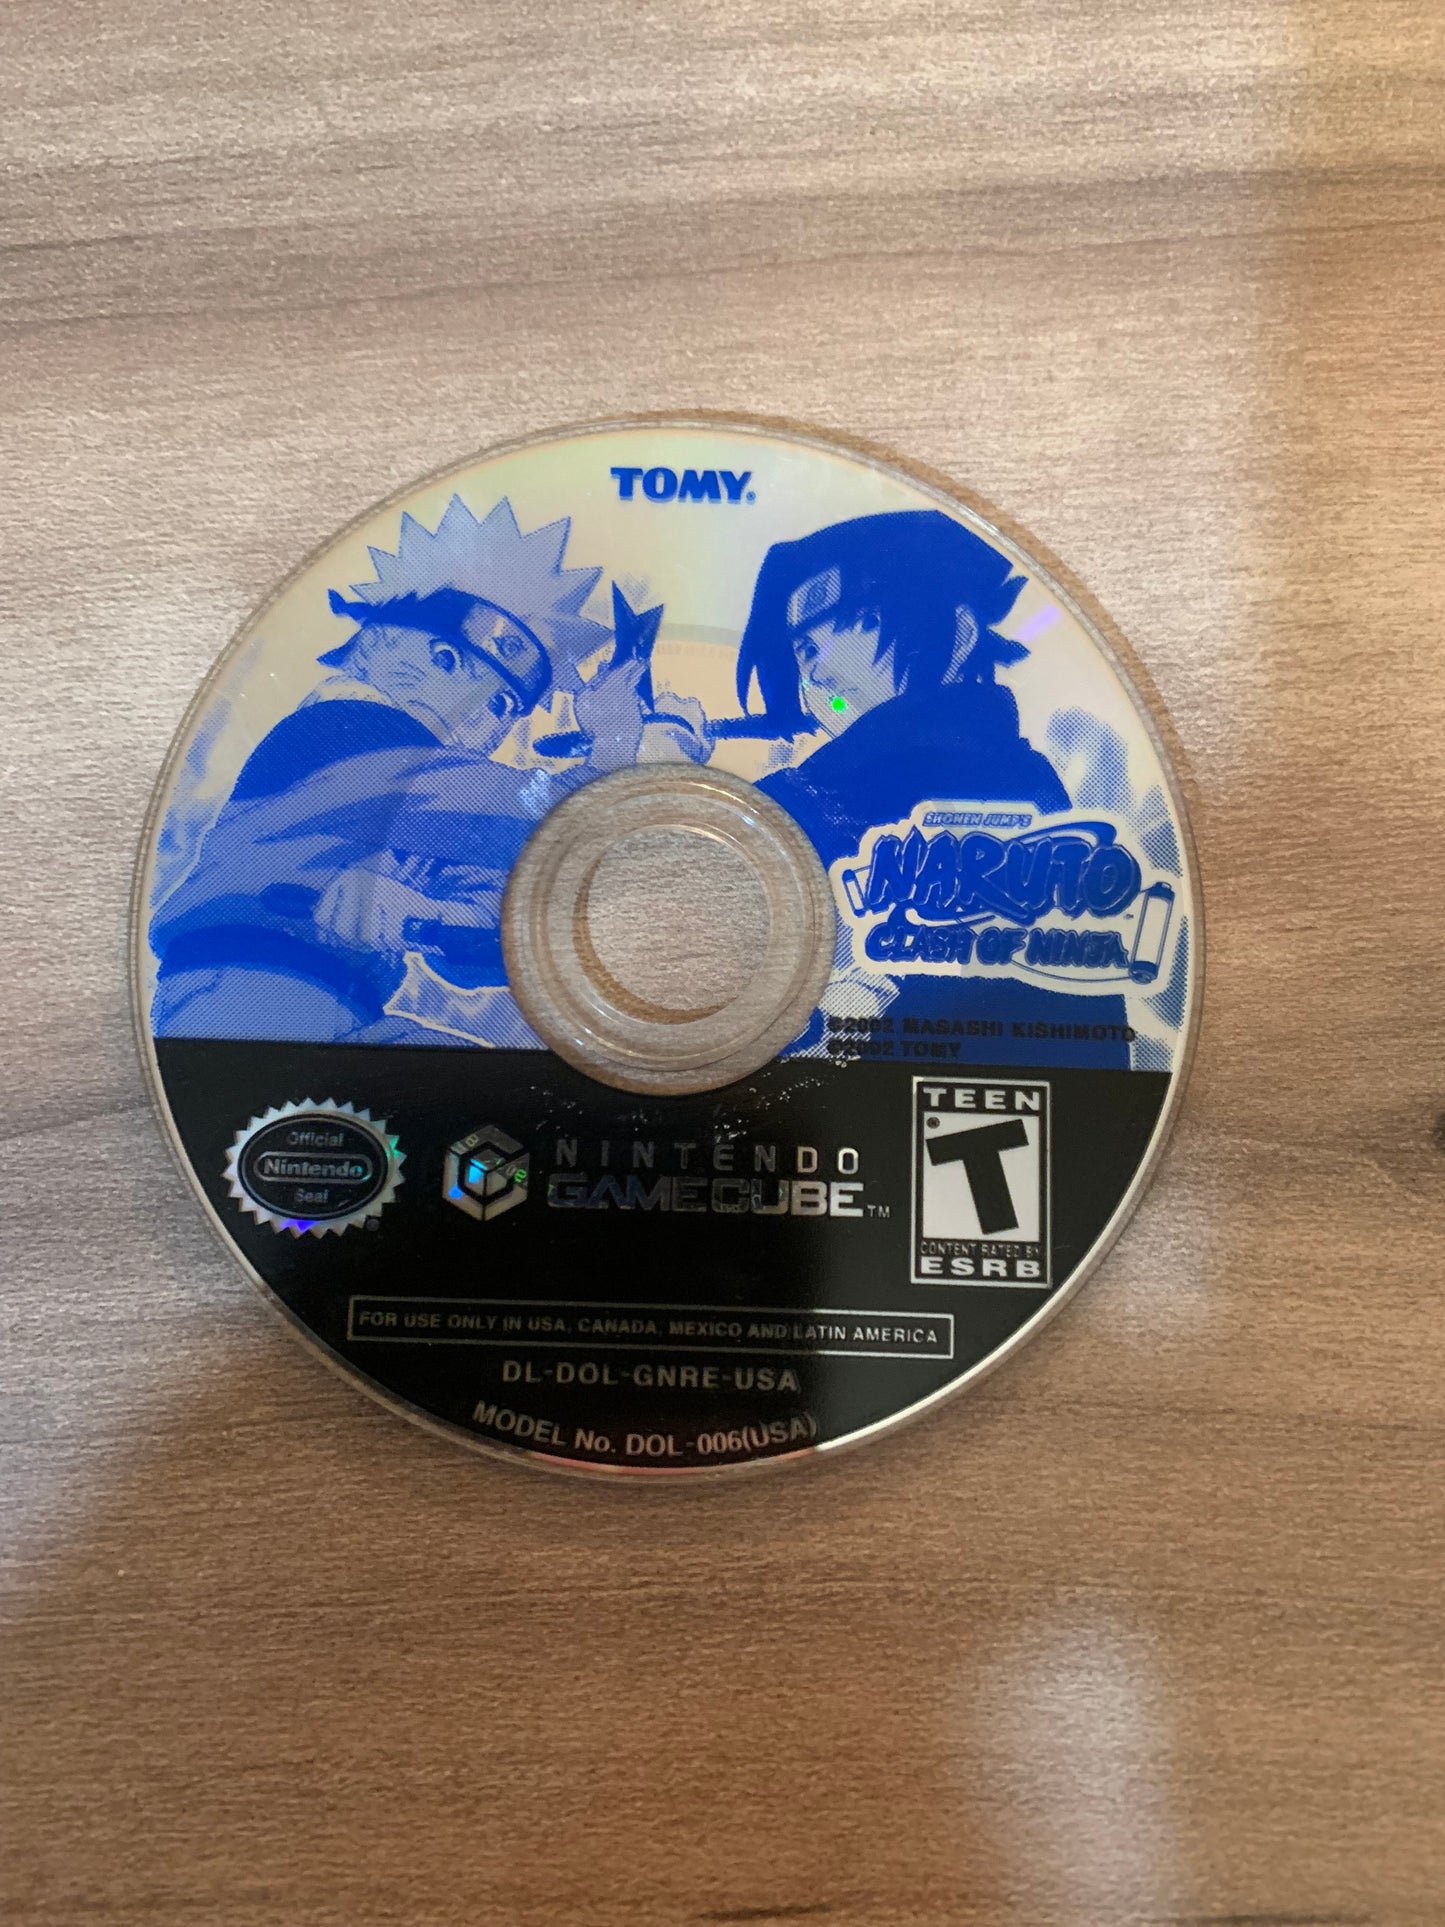 TOMY®
SHONEN JUMP'S
NARUTO™
CLASH OF NINJA
©2002 MASASHI KISHIMOTO
©2002 TOMY
TEEN
®
T
CONTENT RATED BY
ESRB
Official
Nintendo
Seal
®
NINTENDO
GAMECUBE™
FOR USE ONLY IN USA, CANADA, MEXICO AND LATIN AMERICA
DL-DOL-GNRE-USA
MODEL No. DOL-006(USA)